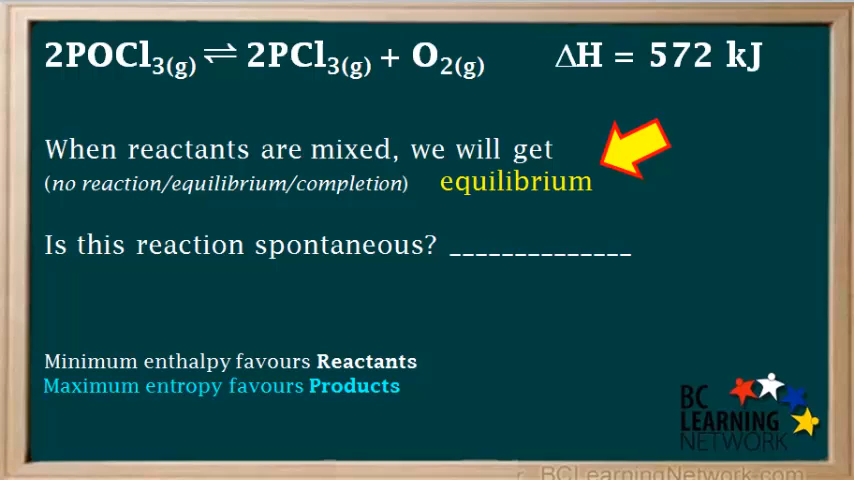 2POCl3(g) ⇌ 2PCl3(g) + O2(g) ΔH = 572 kJ
When reactants are mixed, we will get
(no reaction/equilibrium/completion) equilibrium
Is this reaction spontaneous? ______________
Minimum enthalpy favours Reactants
Maximum entropy favours Products
BC
LEARNING
NETWORK
BCLearningNetwork.com